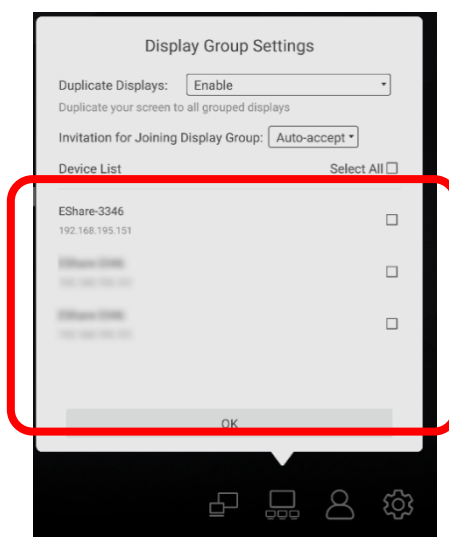 Display Group Settings
Duplicate Displays: Enable
Duplicate your screen to all grouped displays
Invitation for Joining Display Group: Auto-accept
Device List Select All
EShare-3346
192.168.195.151
OK